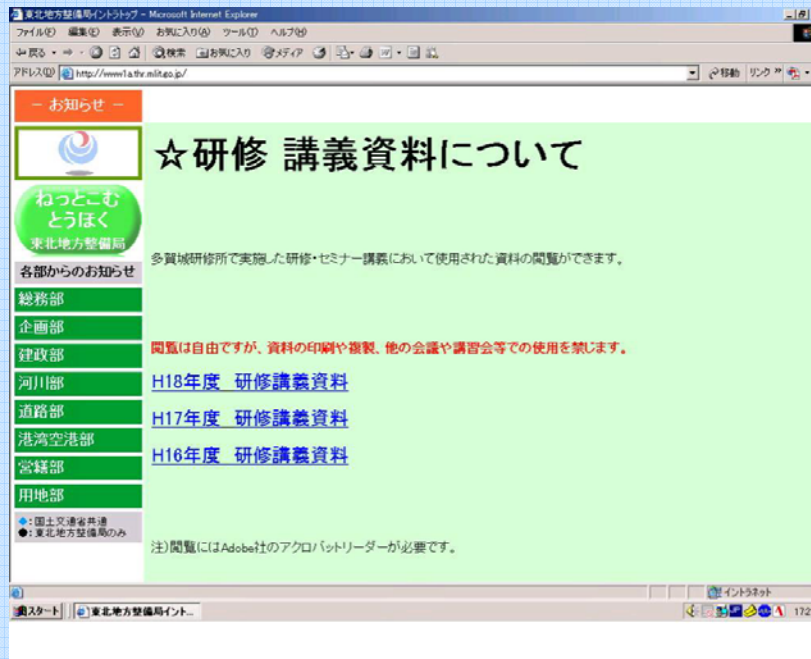 東北地方整備局イントラトップ - Microsoft Internet Explorer
ファイル(F) 編集(E) 表示(V) お気に入り(A) ツール(T) ヘルプ(H)
戻る 検索 お気に入り メディア
アドレス(D) http://www1a.thr.mlit.go.jp/ 移動 リンク »
− お知らせ −
ねっとこむ
とうほく
東北地方整備局
各部からのお知らせ
総務部
企画部
建政部
河川部
道路部
港湾空港部
営繕部
用地部
◆:国土交通省共通
●:東北地方整備局のみ
☆研修 講義資料について
多賀城研修所で実施した研修・セミナー講義において使用された資料の閲覧ができます。
閲覧は自由ですが、資料の印刷や複製、他の会議や講習会等での使用を禁じます。
H18年度 研修講義資料
H17年度 研修講義資料
H16年度 研修講義資料
注)閲覧にはAdobe社のアクロバットリーダーが必要です。
イントラネット
スタート 東北地方整備局イント... 172